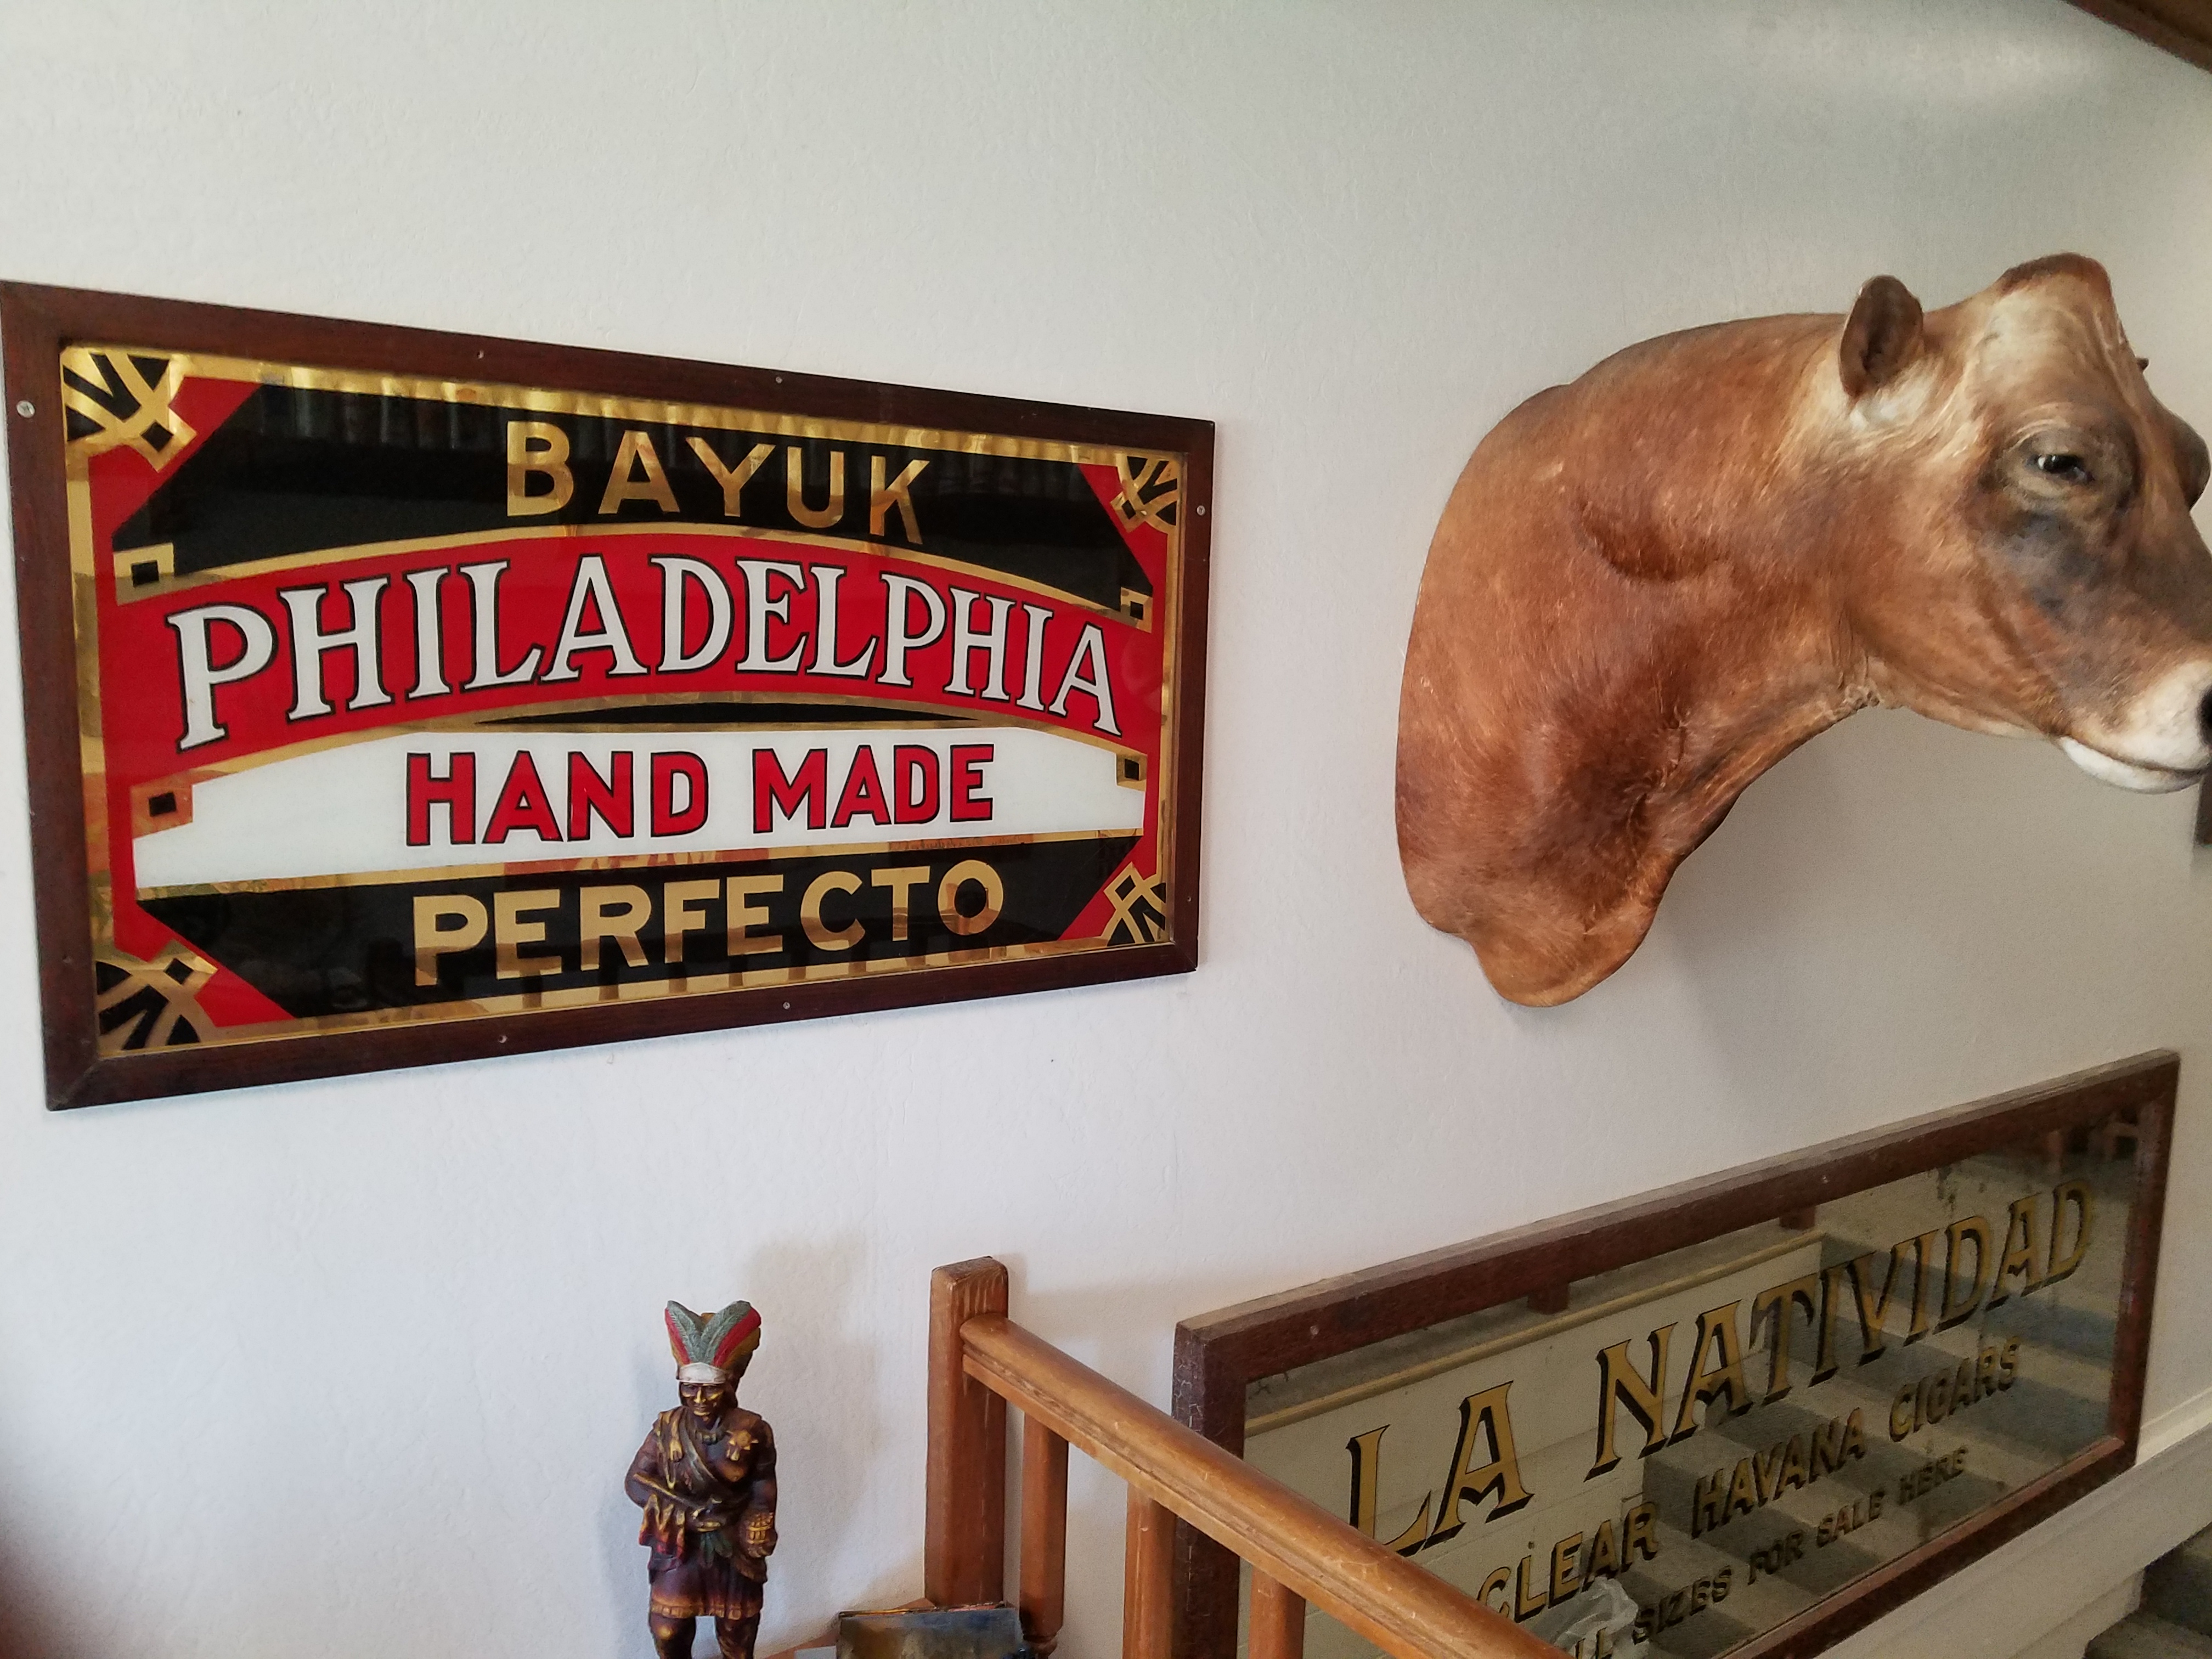 BAYUK
PHILADELPHIA
HAND MADE
PERFECTO
LA NATIVIDAD
CLEAR HAVANA CIGARS
SIZES FOR SALE HERE